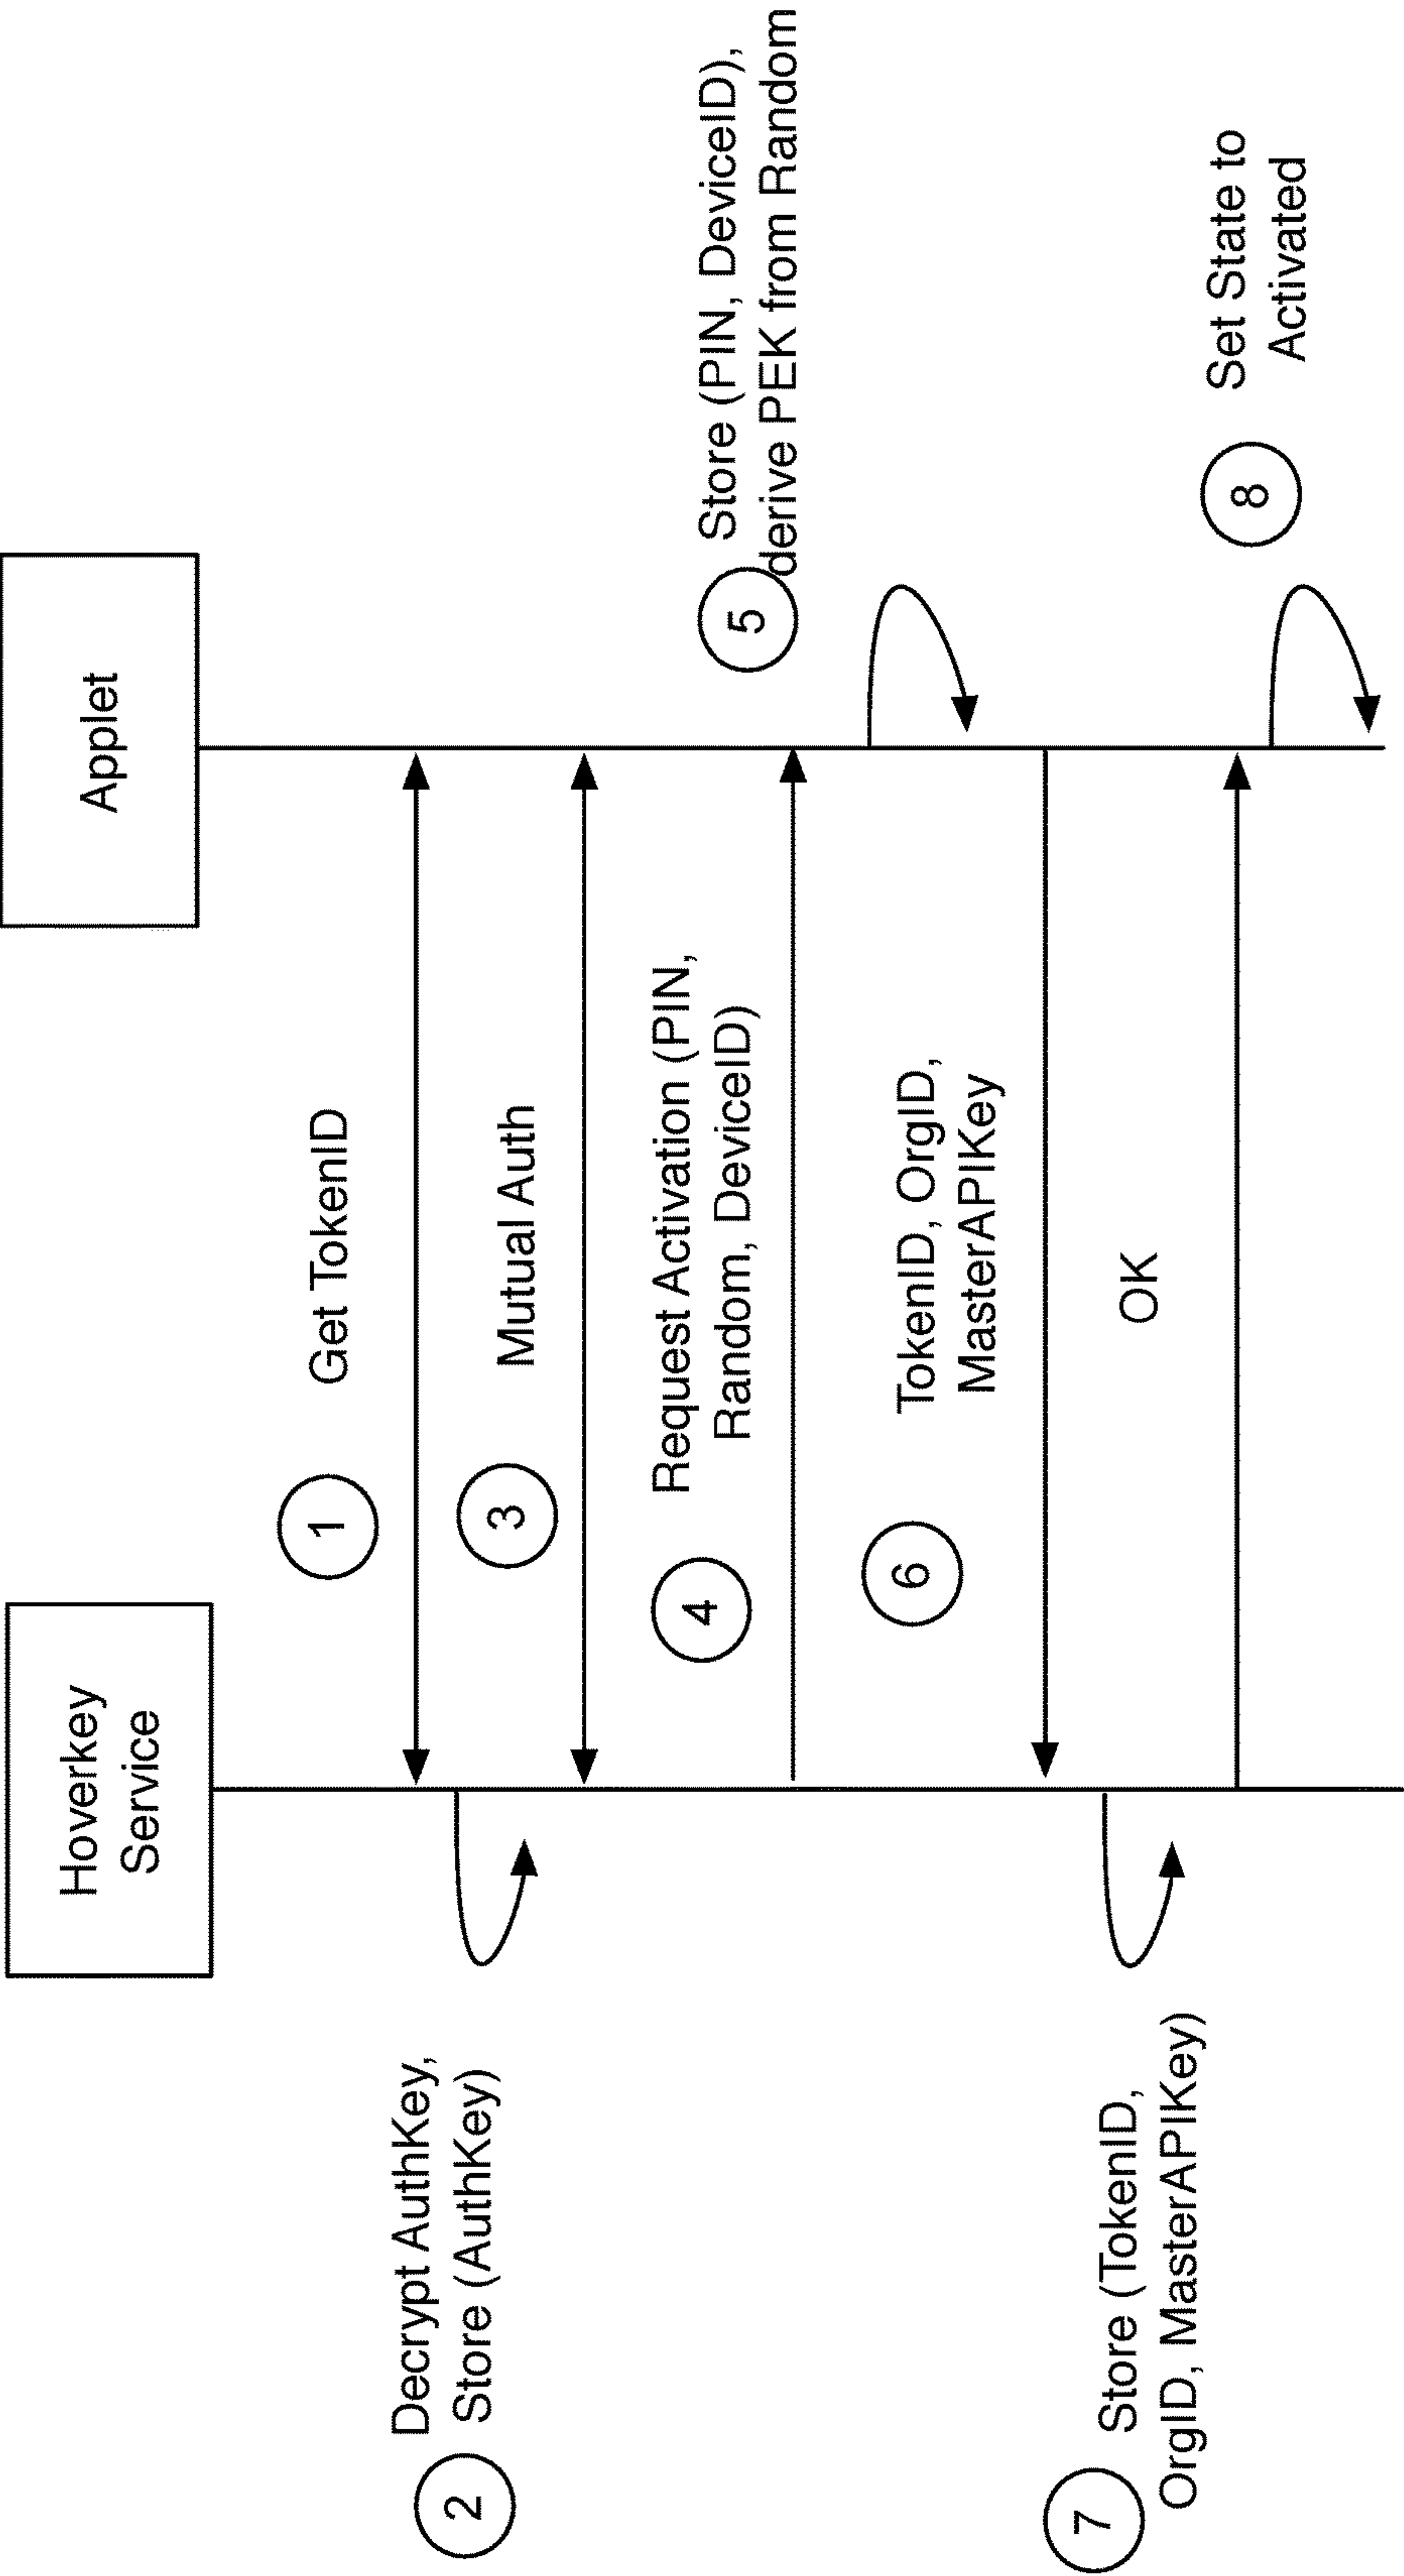 Hoverkey
Service
Applet
1
Get TokenID
2
Decrypt AuthKey,
Store (AuthKey)
3
Mutual Auth
4
Request Activation (PIN,
Random, DeviceID)
5
Store (PIN, DeviceID),
derive PEK from Random
6
TokenID, OrgID,
MasterAPIKey
7
Store (TokenID,
OrgID, MasterAPIKey)
OK
8
Set State to
Activated